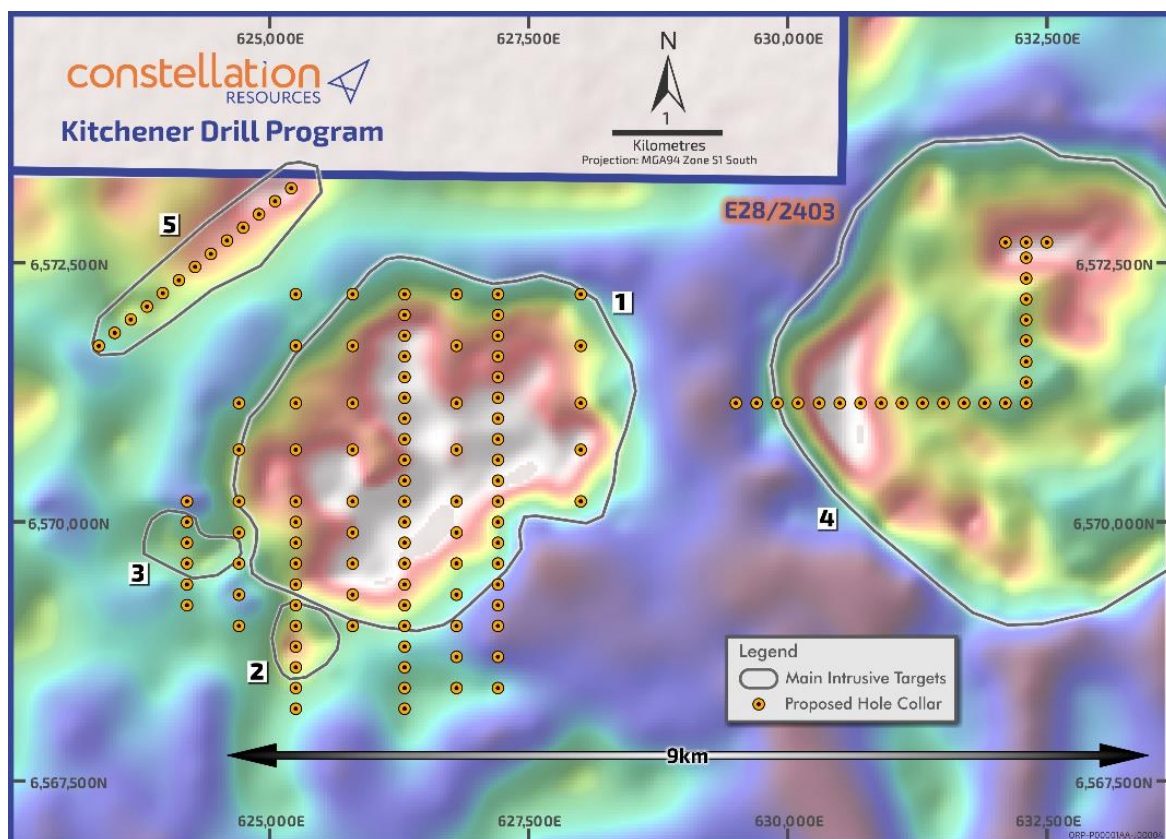 625,000E
627,500E
630,000E
632,500E
constellation
RESOURCES
Kitchener Drill Program
N
1
Kilometres
Projection: MGA94 Zone 51 South
5
E28/2403
6,572,500N
6,572,500N
1
6,570,000N
6,570,000N
4
3
2
Legend
Main Intrusive Targets
Proposed Hole Collar
9km
6,567,500N
6,567,500N
625,000E
627,500E
630,000E
632,500E